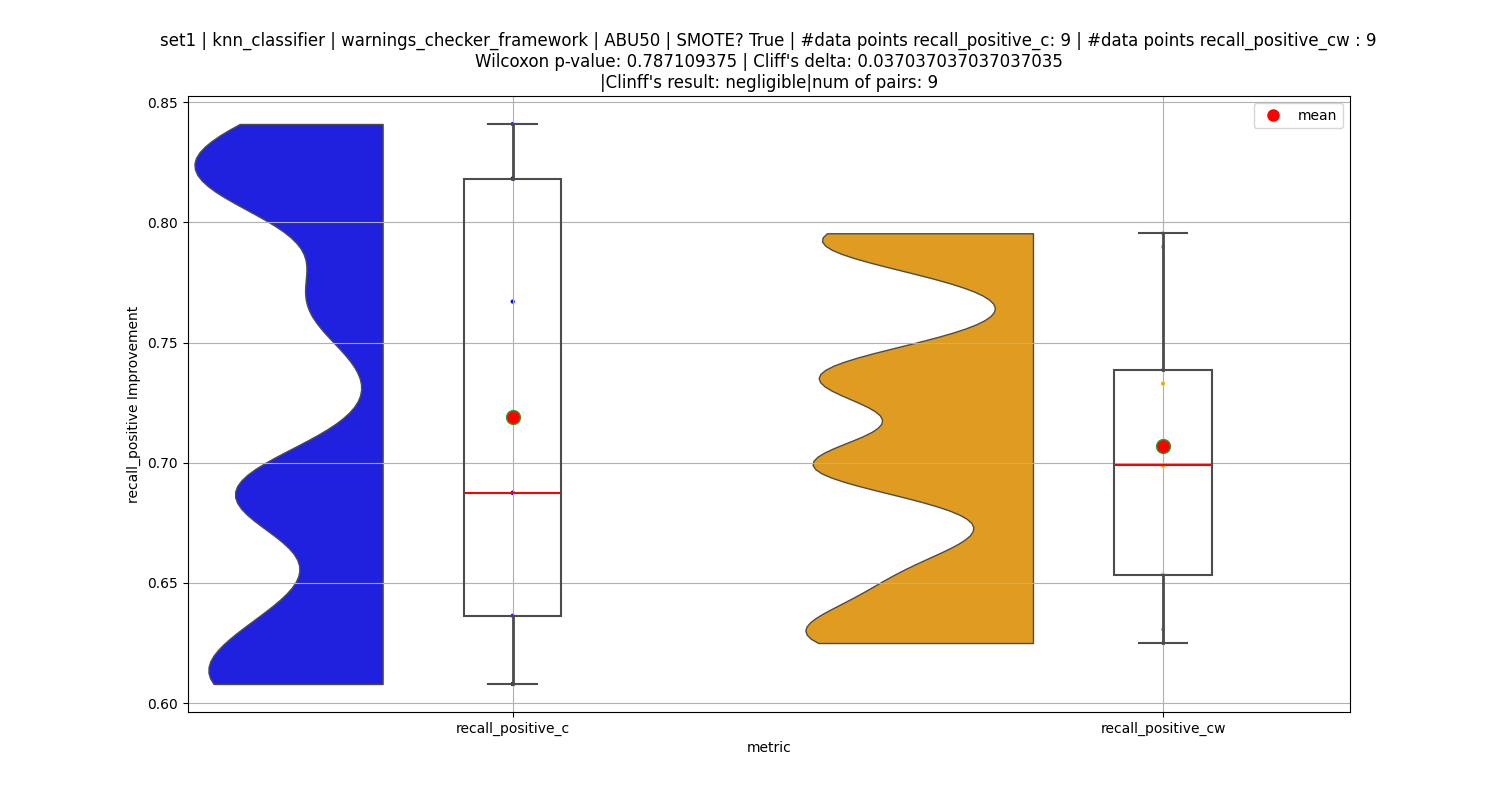 set1 | knn_classifier | warnings_checker_framework | ABU50 | SMOTE? True | #data points recall_positive_c: 9 | #data points recall_positive_cw : 9
Wilcoxon p-value: 0.787109375 | Cliff's delta: 0.037037037037037035
|Clinff's result: negligible|num of pairs: 9
mean
0.85
0.80
0.75
0.70
0.65
0.60
recall_positive Improvement
recall_positive_c
recall_positive_cw
metric